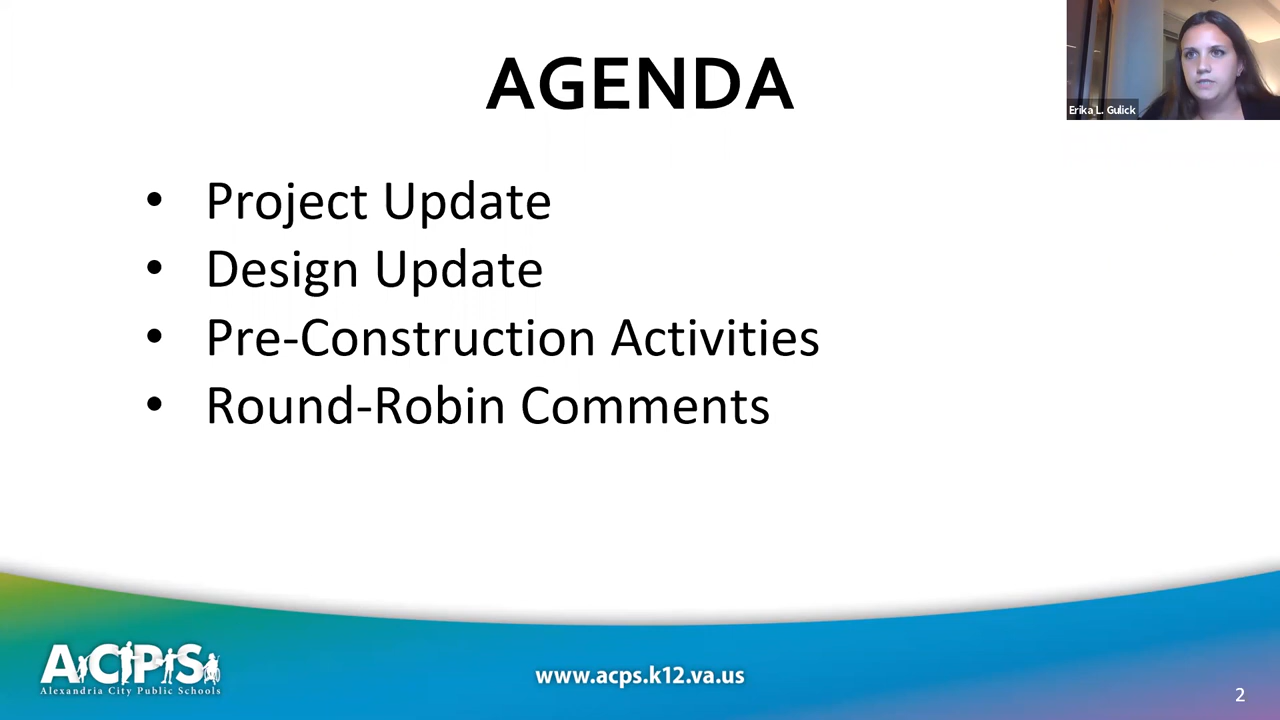 AGENDA
Erika L. Gulick
• Project Update
• Design Update
• Pre-Construction Activities
• Round-Robin Comments
ACPS
Alexandria City Public Schools
www.acps.k12.va.us
2